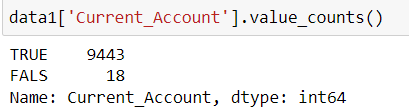 data1['Current_Account'].value_counts()
TRUE    9443
FALS      18
Name: Current_Account, dtype: int64